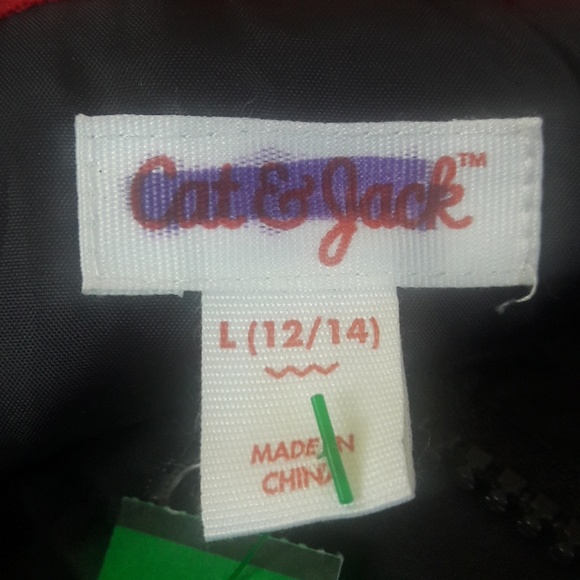 Cat & Jack™
L (12/14)
MADE IN
CHINA